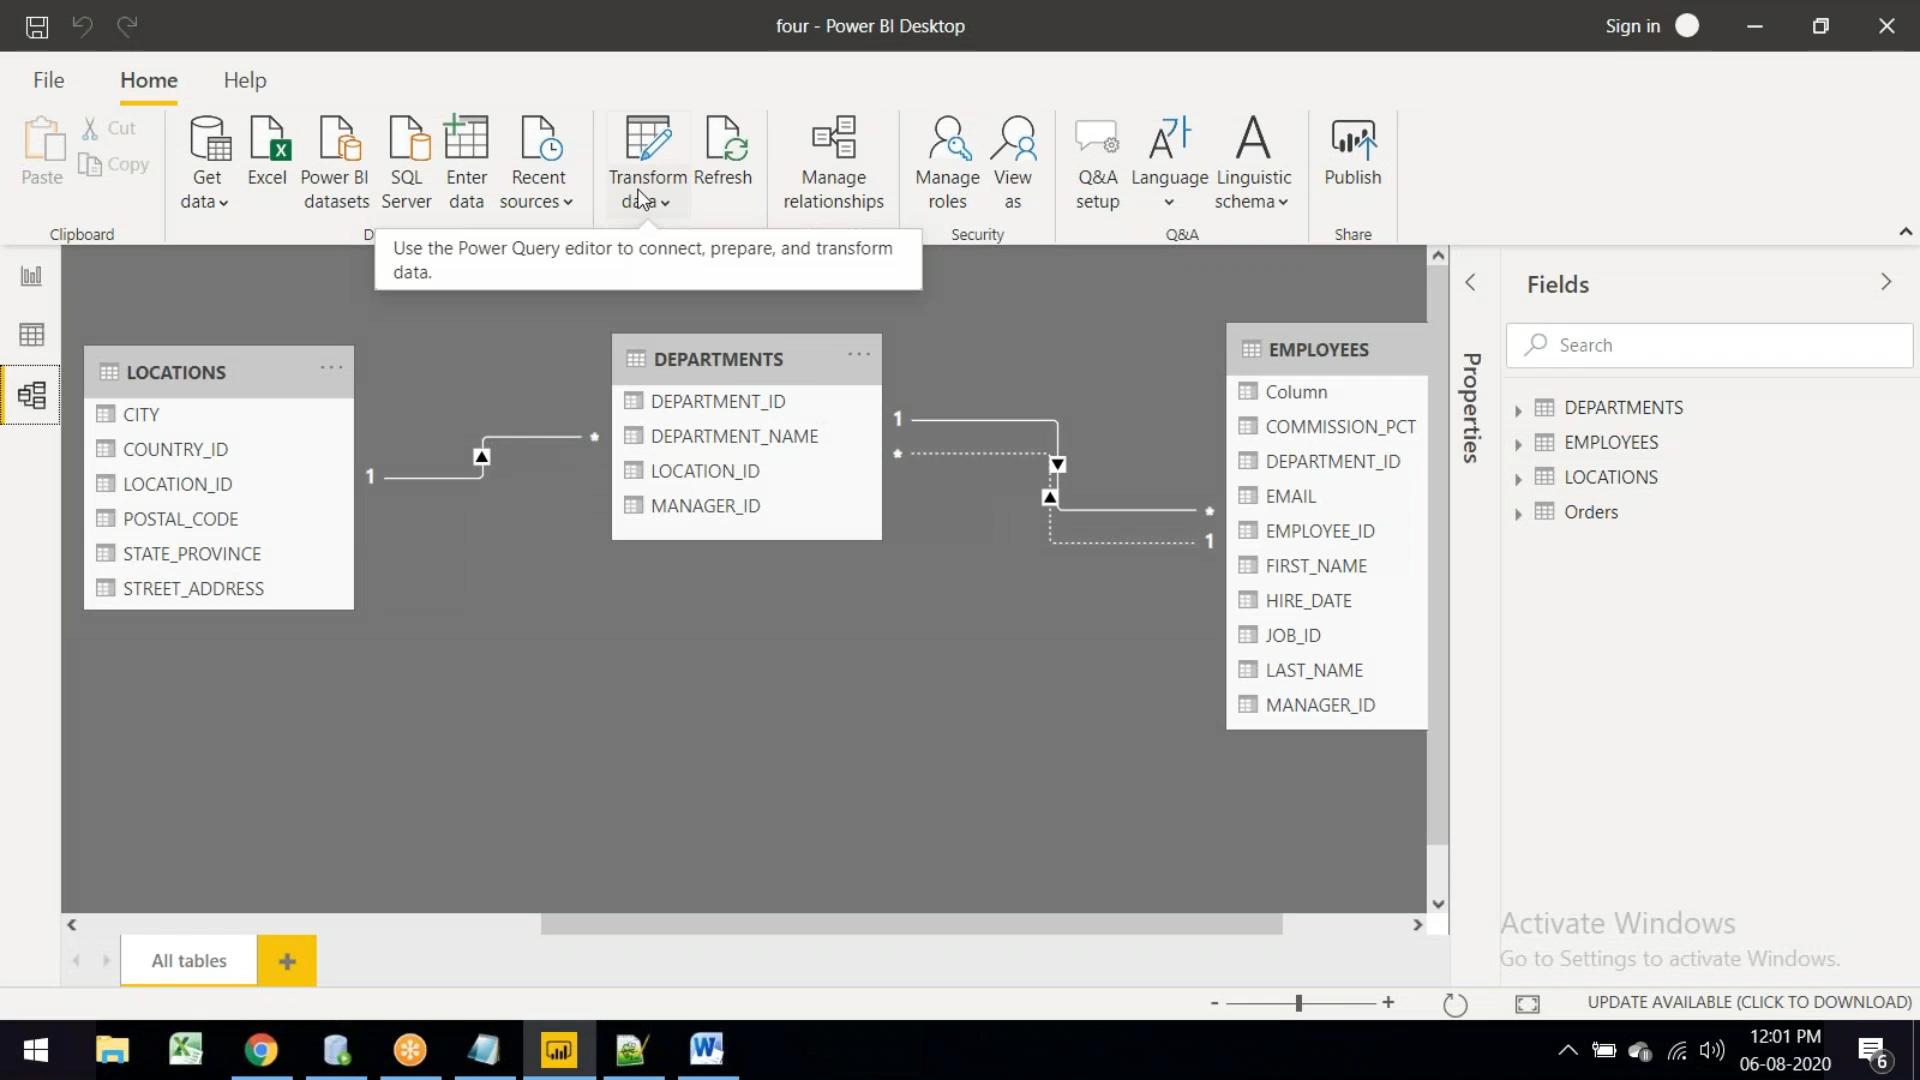 four - Power BI Desktop
Sign in
File
Home
Help
Paste
Cut
Copy
Get data
Excel
Power BI datasets
SQL Server
Enter data
Recent sources
Transform data
Refresh
Manage relationships
Manage roles
View as
Q&A setup
Language
Linguistic schema
Publish
Clipboard
D
Security
Q&A
Share
Use the Power Query editor to connect, prepare, and transform
data.
LOCATIONS
CITY
COUNTRY_ID
LOCATION_ID
POSTAL_CODE
STATE_PROVINCE
STREET_ADDRESS
1
*
DEPARTMENTS
DEPARTMENT_ID
DEPARTMENT_NAME
LOCATION_ID
MANAGER_ID
1
*
*
1
EMPLOYEES
Column
COMMISSION_PCT
DEPARTMENT_ID
EMAIL
EMPLOYEE_ID
FIRST_NAME
HIRE_DATE
JOB_ID
LAST_NAME
MANAGER_ID
Properties
Fields
Search
DEPARTMENTS
EMPLOYEES
LOCATIONS
Orders
Activate Windows
Go to Settings to activate Windows.
All tables
UPDATE AVAILABLE (CLICK TO DOWNLOAD)
12:01 PM
06-08-2020
6